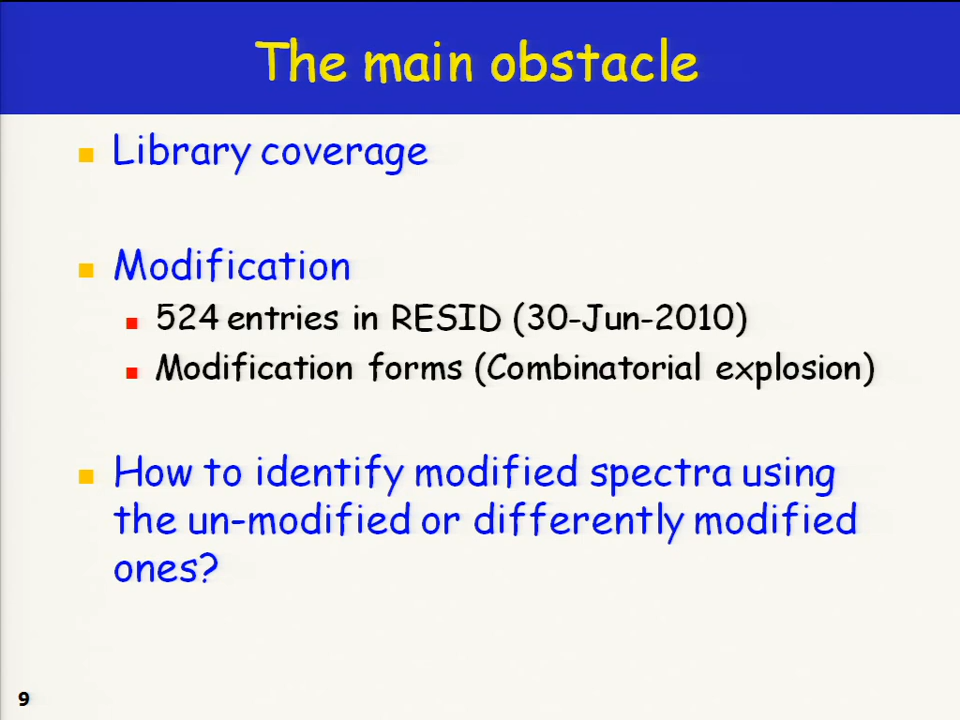 The main obstacle
Library coverage
Modification
524 entries in RESID (30-Jun-2010)
Modification forms (Combinatorial explosion)
How to identify modified spectra using
the un-modified or differently modified
ones?
9